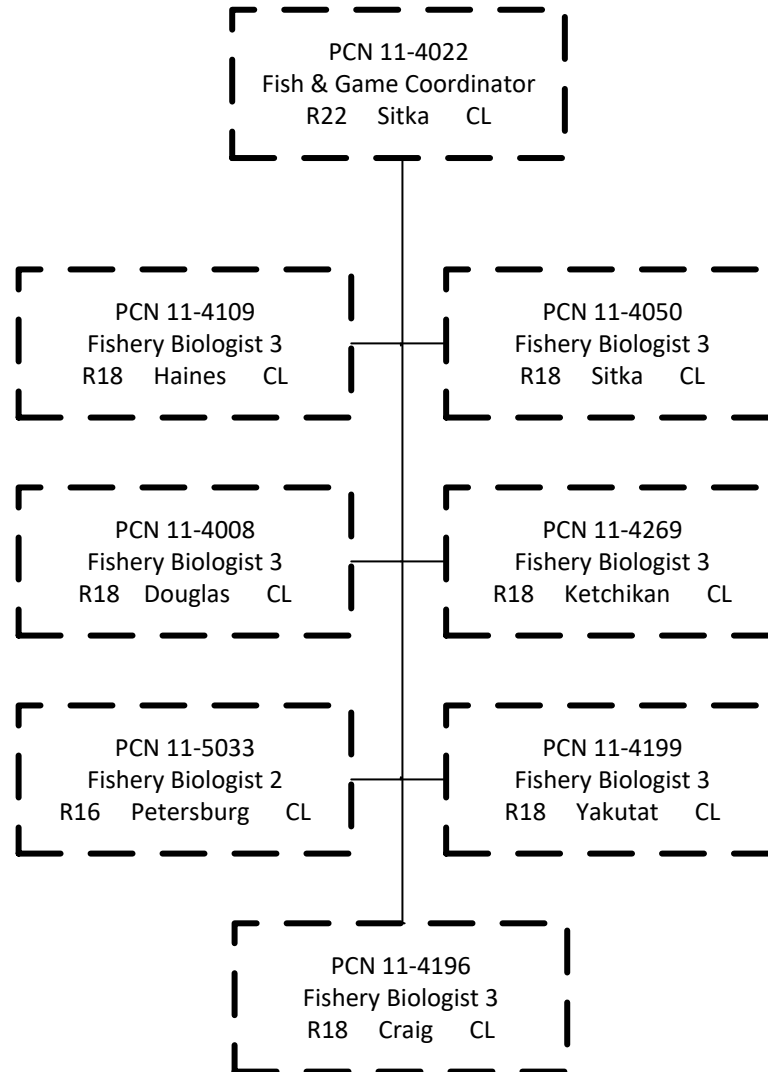 PCN 11-4022
Fish & Game Coordinator
R22 Sitka CL
PCN 11-4109
Fishery Biologist 3
R18 Haines CL
PCN 11-4050
Fishery Biologist 3
R18 Sitka CL
PCN 11-4008
Fishery Biologist 3
R18 Douglas CL
PCN 11-4269
Fishery Biologist 3
R18 Ketchikan CL
PCN 11-5033
Fishery Biologist 2
R16 Petersburg CL
PCN 11-4199
Fishery Biologist 3
R18 Yakutat CL
PCN 11-4196
Fishery Biologist 3
R18 Craig CL